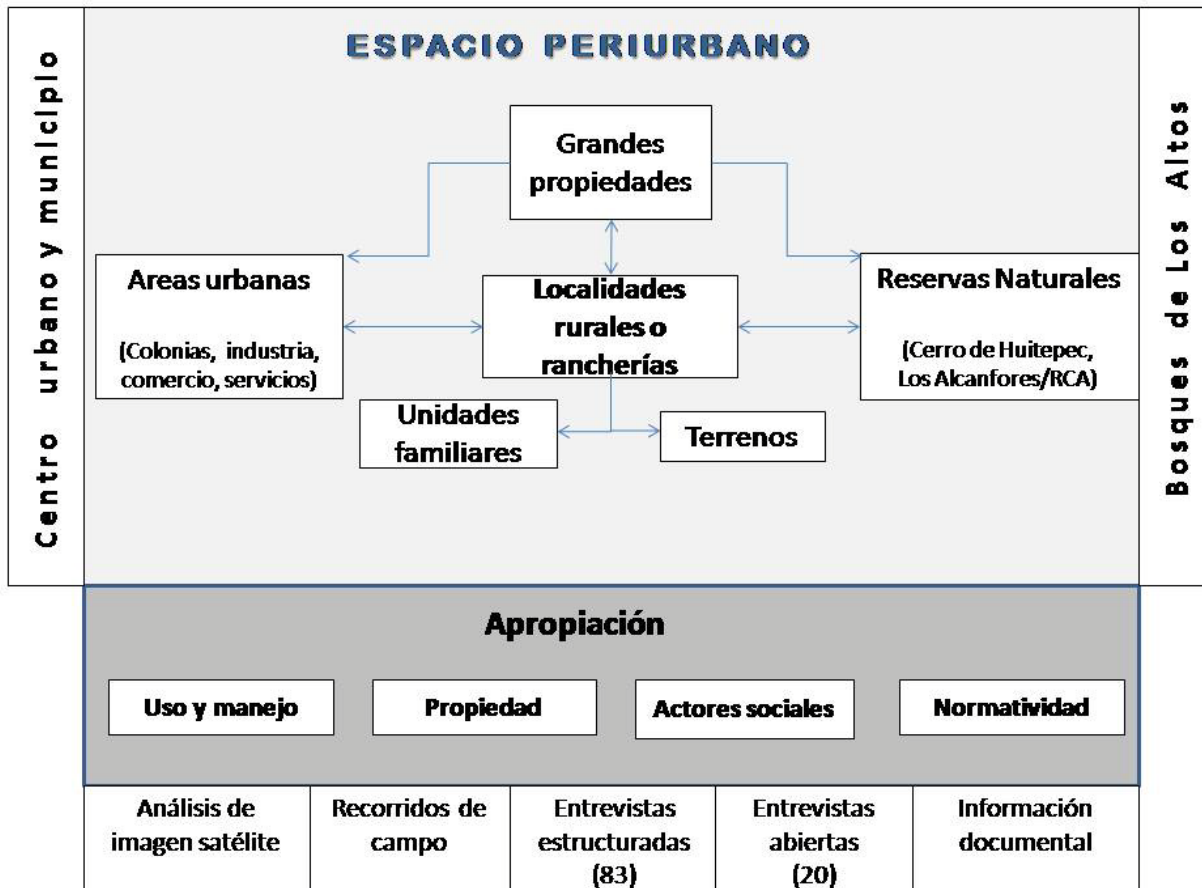 ESPACIO PERIURBANO
Centro urbano y municipio
Bosques de Los Altos
Grandes
propiedades
Areas urbanas
(Colonias, industria,
comercio, servicios)
Localidades
rurales o
rancherías
Reservas Naturales
(Cerro de Huitepec,
Los Alcanfores/RCA)
Unidades
familiares
Terrenos
Apropiación
Uso y manejo
Propiedad
Actores sociales
Normatividad
Análisis de
imagen satélite
Recorridos de
campo
Entrevistas
estructuradas
(83)
Entrevistas
abiertas
(20)
Información
documental